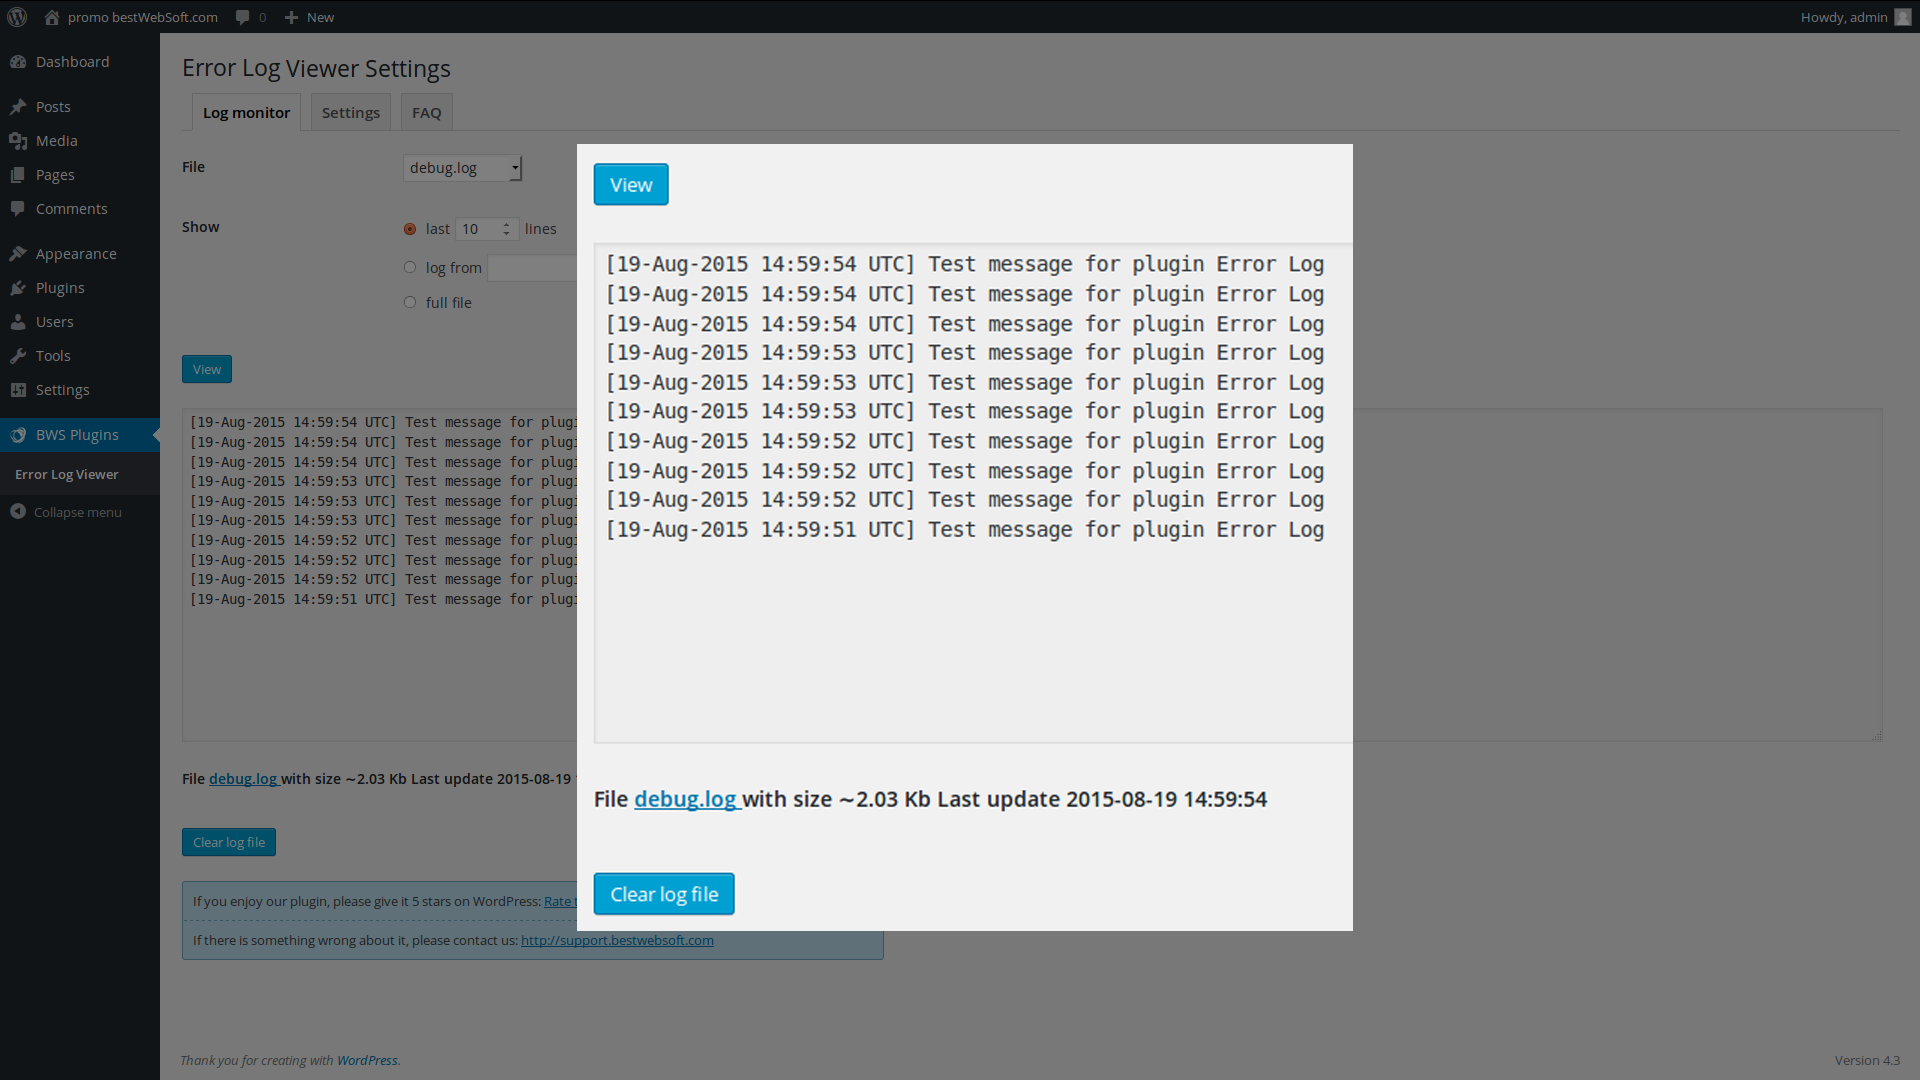 promo bestWebSoft.com
0
New
Howdy, admin
Dashboard
Posts
Media
Pages
Comments
Appearance
Plugins
Users
Tools
Settings
BWS Plugins
Error Log Viewer
Collapse menu
Error Log Viewer Settings
Log monitor
Settings
FAQ
File
debug.log
Show
last 10 lines
log from
full file
View
[19-Aug-2015 14:59:54 UTC] Test message for plugi
[19-Aug-2015 14:59:54 UTC] Test message for plugi
[19-Aug-2015 14:59:54 UTC] Test message for plugi
[19-Aug-2015 14:59:53 UTC] Test message for plugi
[19-Aug-2015 14:59:53 UTC] Test message for plugi
[19-Aug-2015 14:59:53 UTC] Test message for plugi
[19-Aug-2015 14:59:52 UTC] Test message for plugi
[19-Aug-2015 14:59:52 UTC] Test message for plugi
[19-Aug-2015 14:59:52 UTC] Test message for plugi
[19-Aug-2015 14:59:51 UTC] Test message for plugi
File debug.log with size ~2.03 Kb Last update 2015-08-19
Clear log file
If you enjoy our plugin, please give it 5 stars on WordPress: Rate
If there is something wrong about it, please contact us: http://support.bestwebsoft.com
View
[19-Aug-2015 14:59:54 UTC] Test message for plugin Error Log
[19-Aug-2015 14:59:54 UTC] Test message for plugin Error Log
[19-Aug-2015 14:59:54 UTC] Test message for plugin Error Log
[19-Aug-2015 14:59:53 UTC] Test message for plugin Error Log
[19-Aug-2015 14:59:53 UTC] Test message for plugin Error Log
[19-Aug-2015 14:59:53 UTC] Test message for plugin Error Log
[19-Aug-2015 14:59:52 UTC] Test message for plugin Error Log
[19-Aug-2015 14:59:52 UTC] Test message for plugin Error Log
[19-Aug-2015 14:59:52 UTC] Test message for plugin Error Log
[19-Aug-2015 14:59:51 UTC] Test message for plugin Error Log
File debug.log with size ~2.03 Kb Last update 2015-08-19 14:59:54
Clear log file
Thank you for creating with WordPress.
Version 4.3